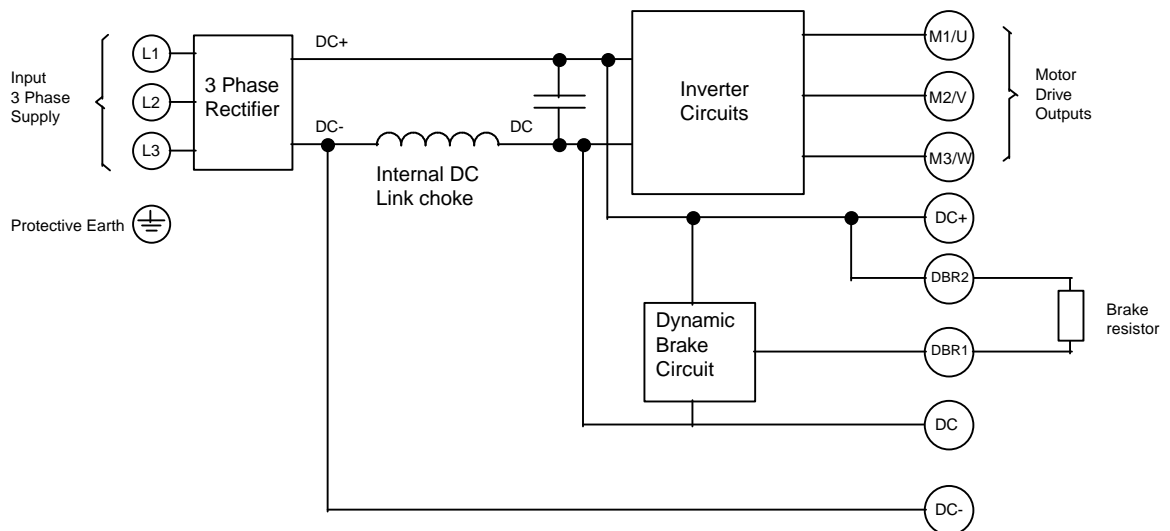 Input
3 Phase
Supply
L1
L2
L3
Protective Earth
3 Phase
Rectifier
DC+
DC-
DC
Internal DC
Link choke
Inverter
Circuits
M1/U
M2/V
M3/W
Motor
Drive
Outputs
DC+
DBR2
Dynamic
Brake
Circuit
DBR1
Brake
resistor
DC
DC-